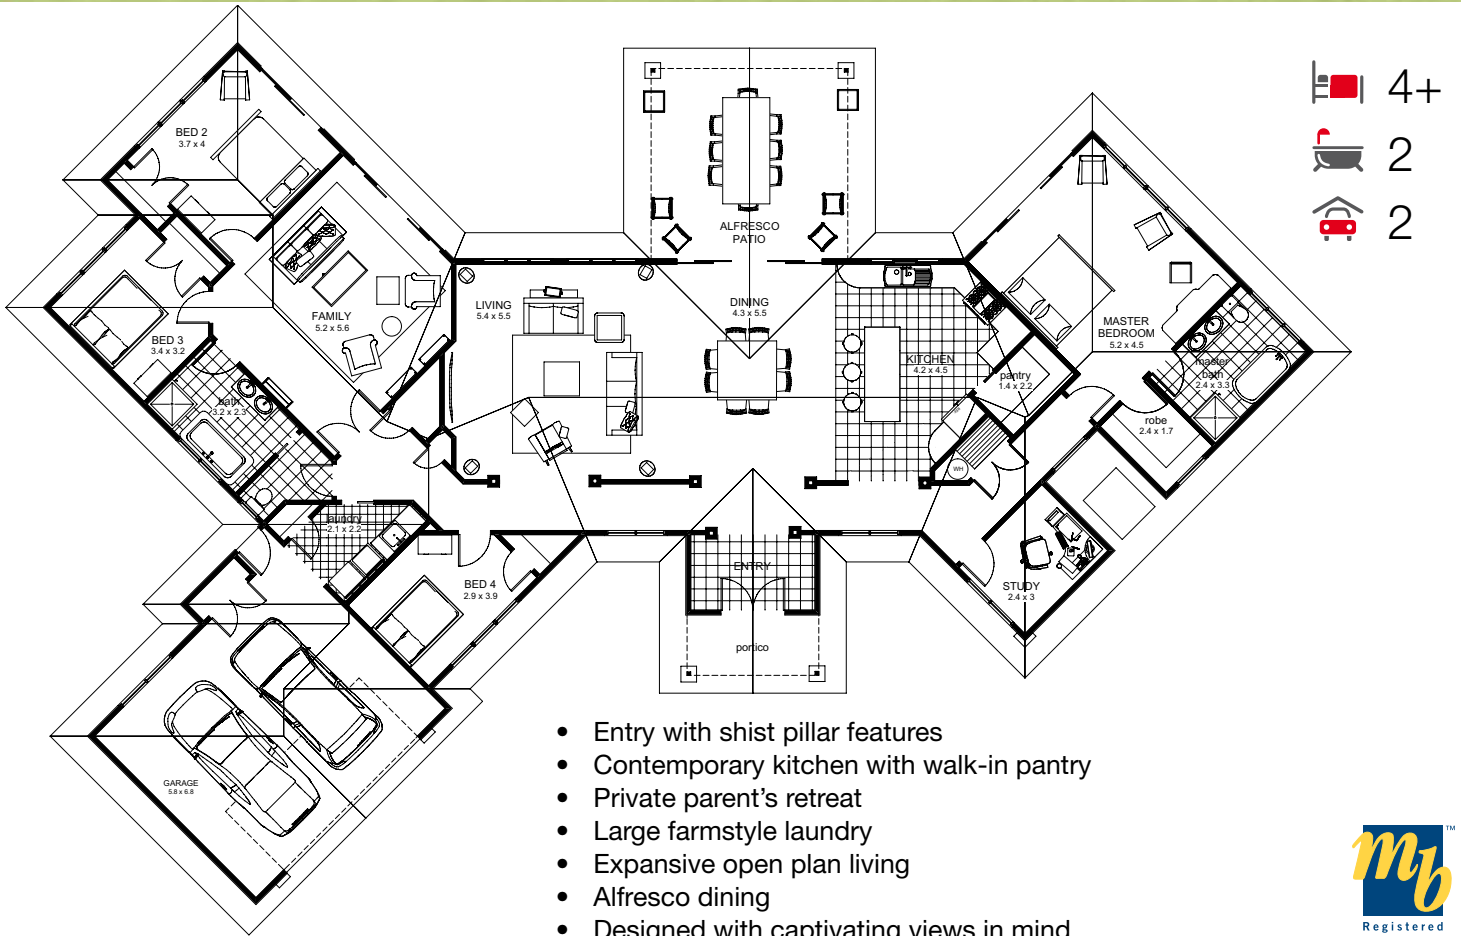 4+
2
2
BED 2
3.7 x 4
ALFRESCO
PATIO
LIVING
5.4 x 5.5
DINING
4.3 x 5.5
FAMILY
5.2 x 5.6
MASTER
BEDROOM
5.2 x 4.5
BED 3
3.4 x 3.2
KITCHEN
4.2 x 4.5
pantry
1.4 x 2.2
master
bath
2.4 x 3.3
bath
3.2 x 2.3
robe
2.4 x 1.7
WH
laundry
2.1 x 2.2
ENTRY
BED 4
2.9 x 3.9
STUDY
2.4 x 3
portico
GARAGE
5.8 x 6.8
• Entry with shist pillar features
• Contemporary kitchen with walk-in pantry
• Private parent's retreat
• Large farmstyle laundry
• Expansive open plan living
• Alfresco dining
• Designed with captivating views in mind
mb™
Registered